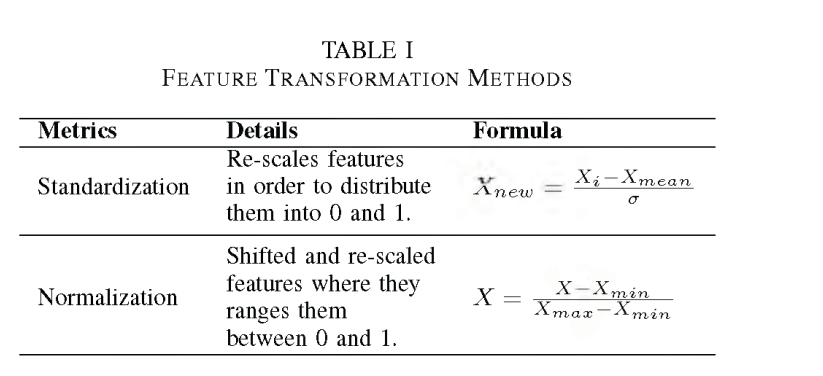 TABLE I
FEATURE TRANSFORMATION METHODS
Metrics Details Formula
Standardization Re-scales features
in order to distribute
them into 0 and 1. X_{new} = \frac{X_i - X_{mean}}{σ}
Normalization Shifted and re-scaled
features where they
ranges them
between 0 and 1. X = \frac{X - X_{min}}{X_{max} - X_{min}}